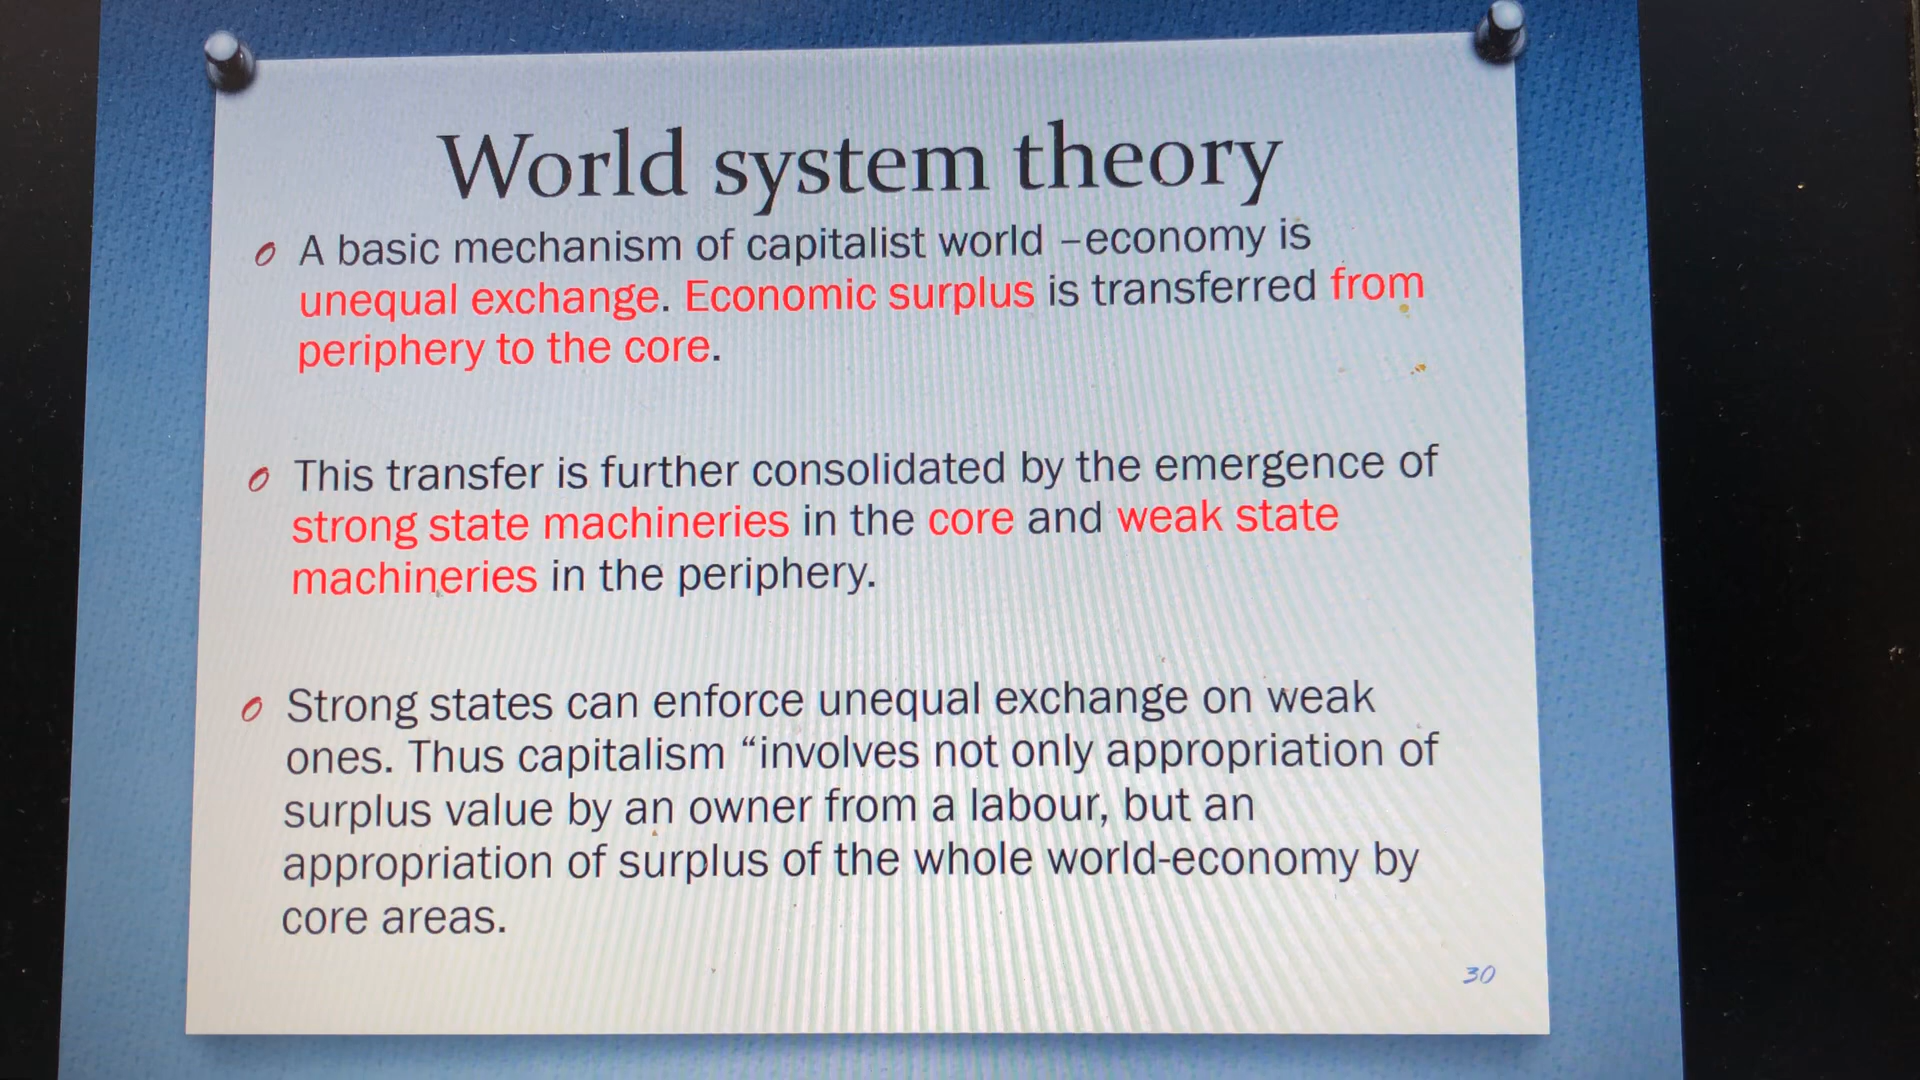 World system theory
A basic mechanism of capitalist world –economy is
unequal exchange. Economic surplus is transferred from
periphery to the core.
This transfer is further consolidated by the emergence of
strong state machineries in the core and weak state
machineries in the periphery.
Strong states can enforce unequal exchange on weak
ones. Thus capitalism “involves not only appropriation of
surplus value by an owner from a labour, but an
appropriation of surplus of the whole world-economy by
core areas.
30